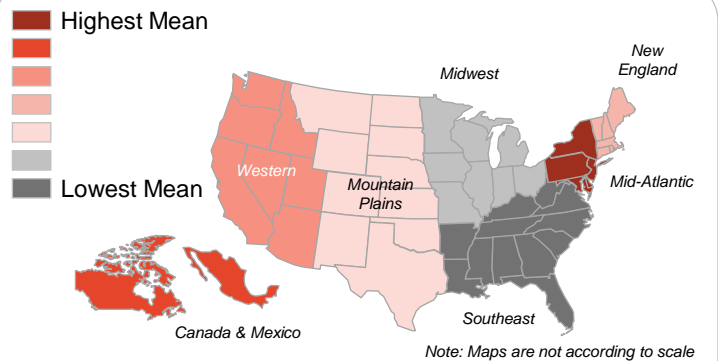 Highest Mean
Lowest Mean
New
England
Midwest
Mid-Atlantic
Western
Mountain
Plains
Southeast
Canada & Mexico
Note: Maps are not according to scale